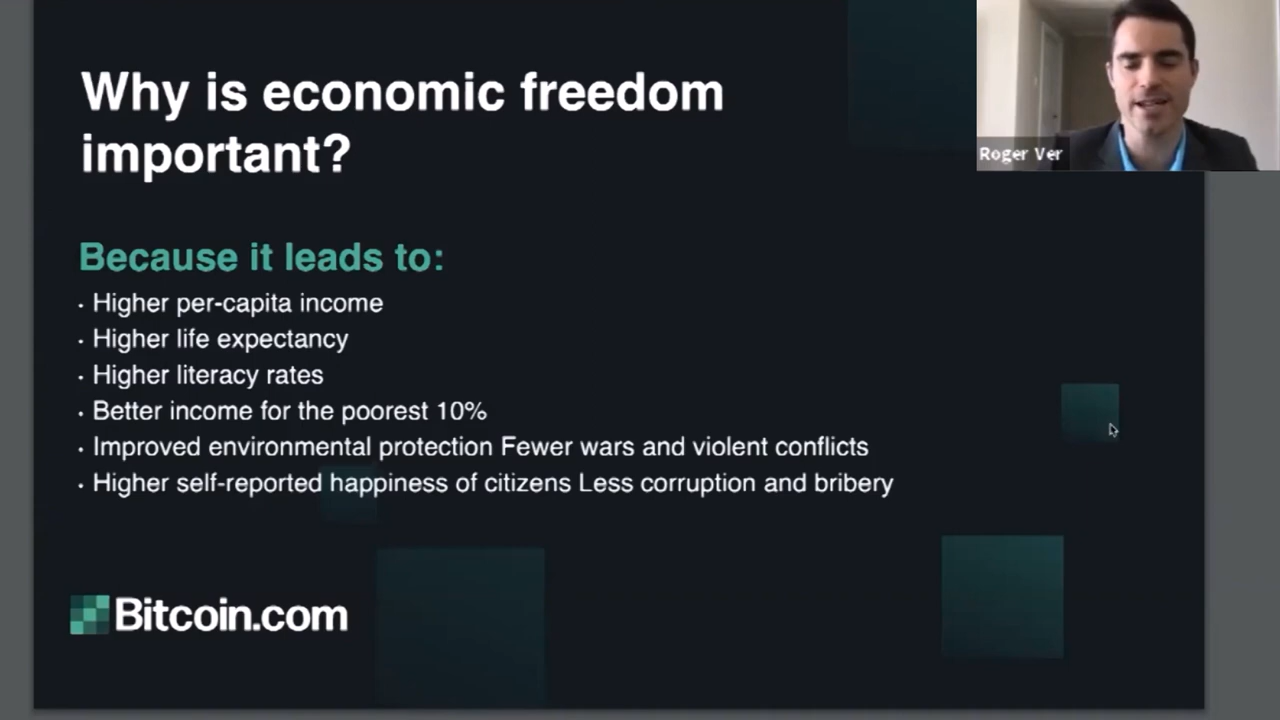 Why is economic freedom
important?
Roger Ver
Because it leads to:
· Higher per-capita income
· Higher life expectancy
· Higher literacy rates
· Better income for the poorest 10%
· Improved environmental protection Fewer wars and violent conflicts
· Higher self-reported happiness of citizens Less corruption and bribery
Bitcoin.com